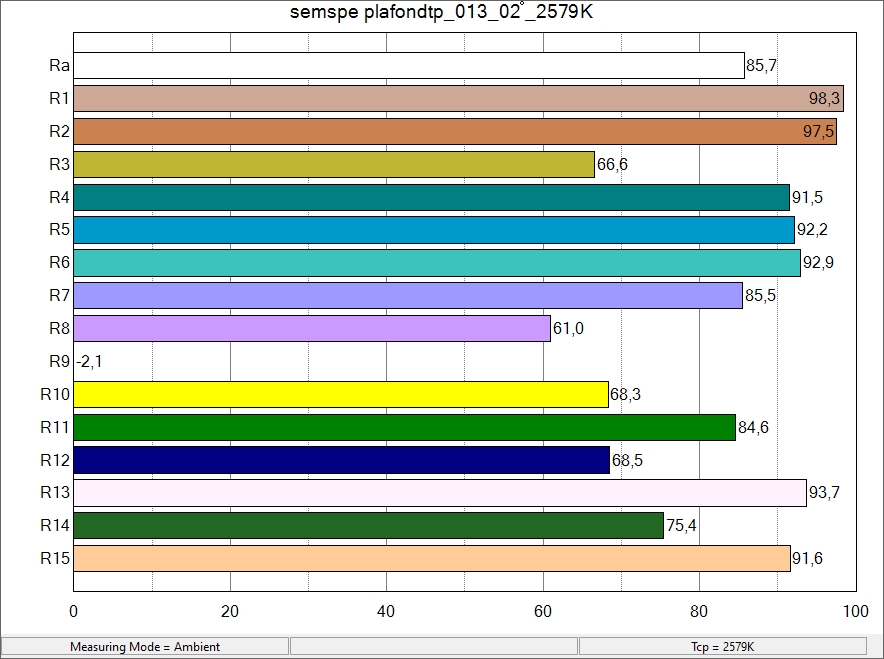 semspe plafondtp_013_02°_2579K
Ra 85,7
R1 98,3
R2 97,5
R3 66,6
R4 91,5
R5 92,2
R6 92,9
R7 85,5
R8 61,0
R9 -2,1
R10 68,3
R11 84,6
R12 68,5
R13 93,7
R14 75,4
R15 91,6
0 20 40 60 80 100
Measuring Mode = Ambient Tcp = 2579K